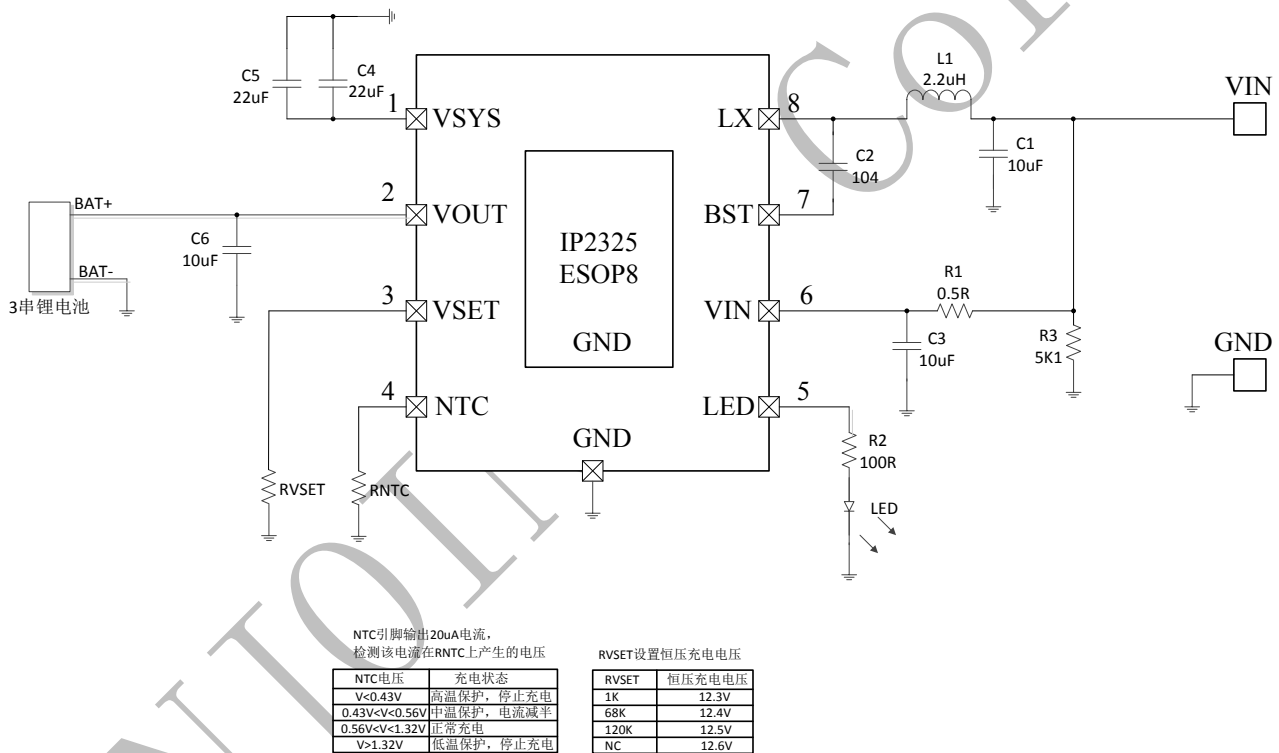 C5
22uF
C4
22uF
1
VSYS
2
VOUT
3
VSET
4
NTC
IP2325
ESOP8
GND
GND
LX
8
BST
7
VIN
6
LED
5
L1
2.2uH
C2
104
C1
10uF
VIN
R1
0.5R
C3
10uF
R3
5K1
GND
R2
100R
LED
BAT+
BAT-
3串锂电池
C6
10uF
RVSET
RNTC
NTC引脚输出20uA电流,
检测该电流在RNTC上产生的电压
NTC电压 充电状态
V<0.43V 高温保护，停止充电
0.43V<V<0.56V 中温保护，电流减半
0.56V<V<1.32V 正常充电
V>1.32V 低温保护，停止充电
RVSET设置恒压充电电压
RVSET 恒压充电电压
1K 12.3V
68K 12.4V
120K 12.5V
NC 12.6V